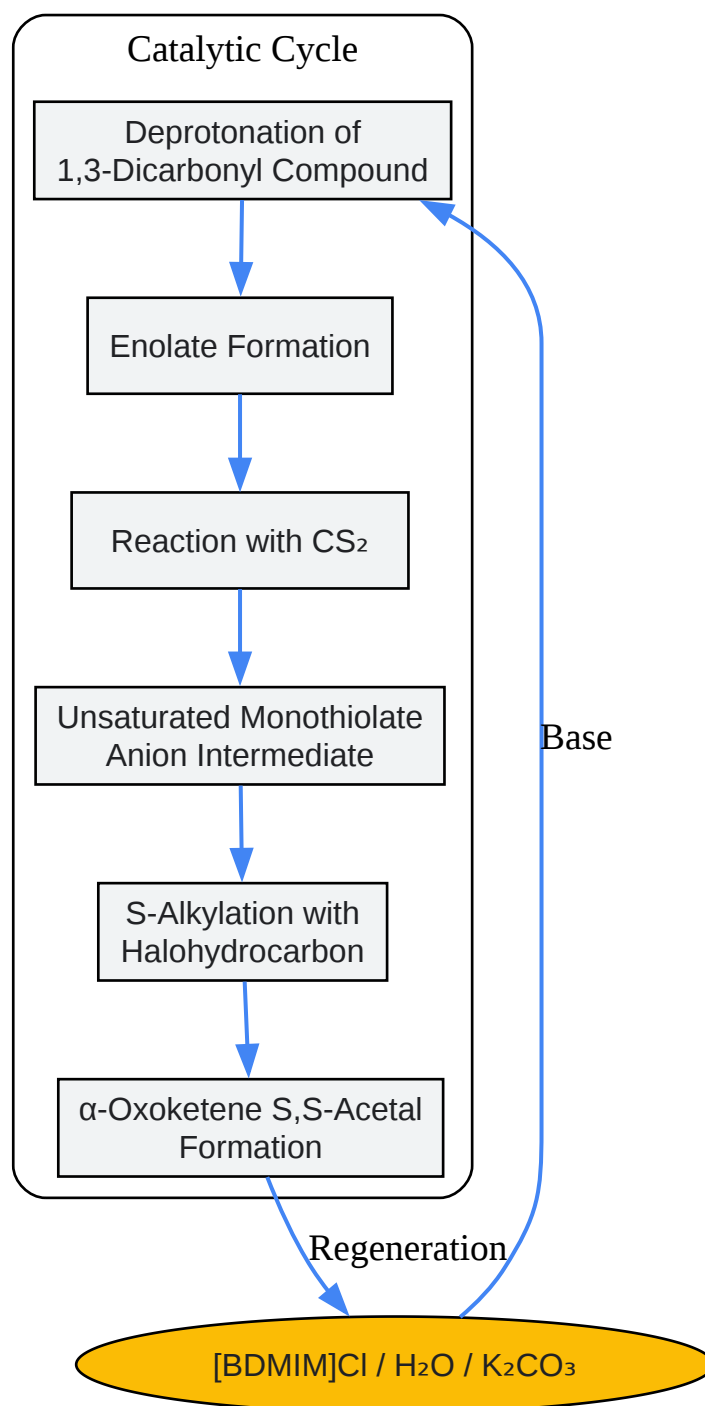 Catalytic Cycle
Deprotonation of
1,3-Dicarbonyl Compound
Enolate Formation
Reaction with CS₂
Unsaturated Monothiolate
Anion Intermediate
Base
S-Alkylation with
Halohydrocarbon
α-Oxoketene S,S-Acetal
Formation
Regeneration
[BDMIM]Cl / H₂O / K₂CO₃